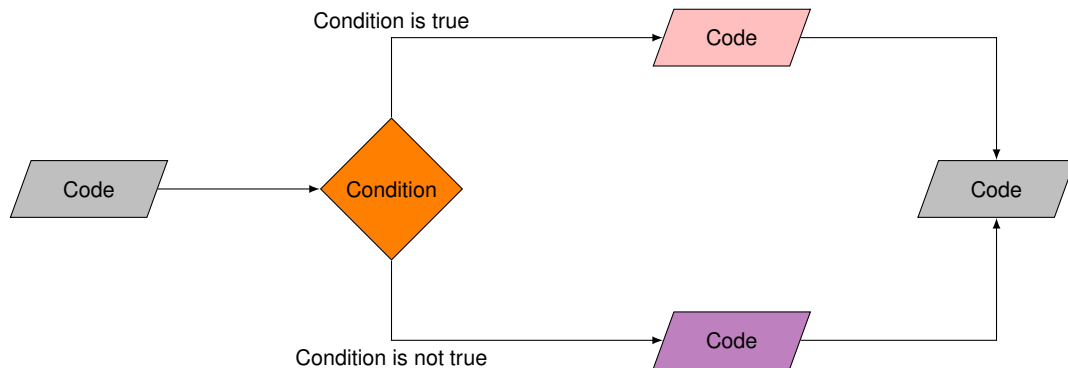 Condition is true
Code
Code
Condition
Code
Condition is not true
Code